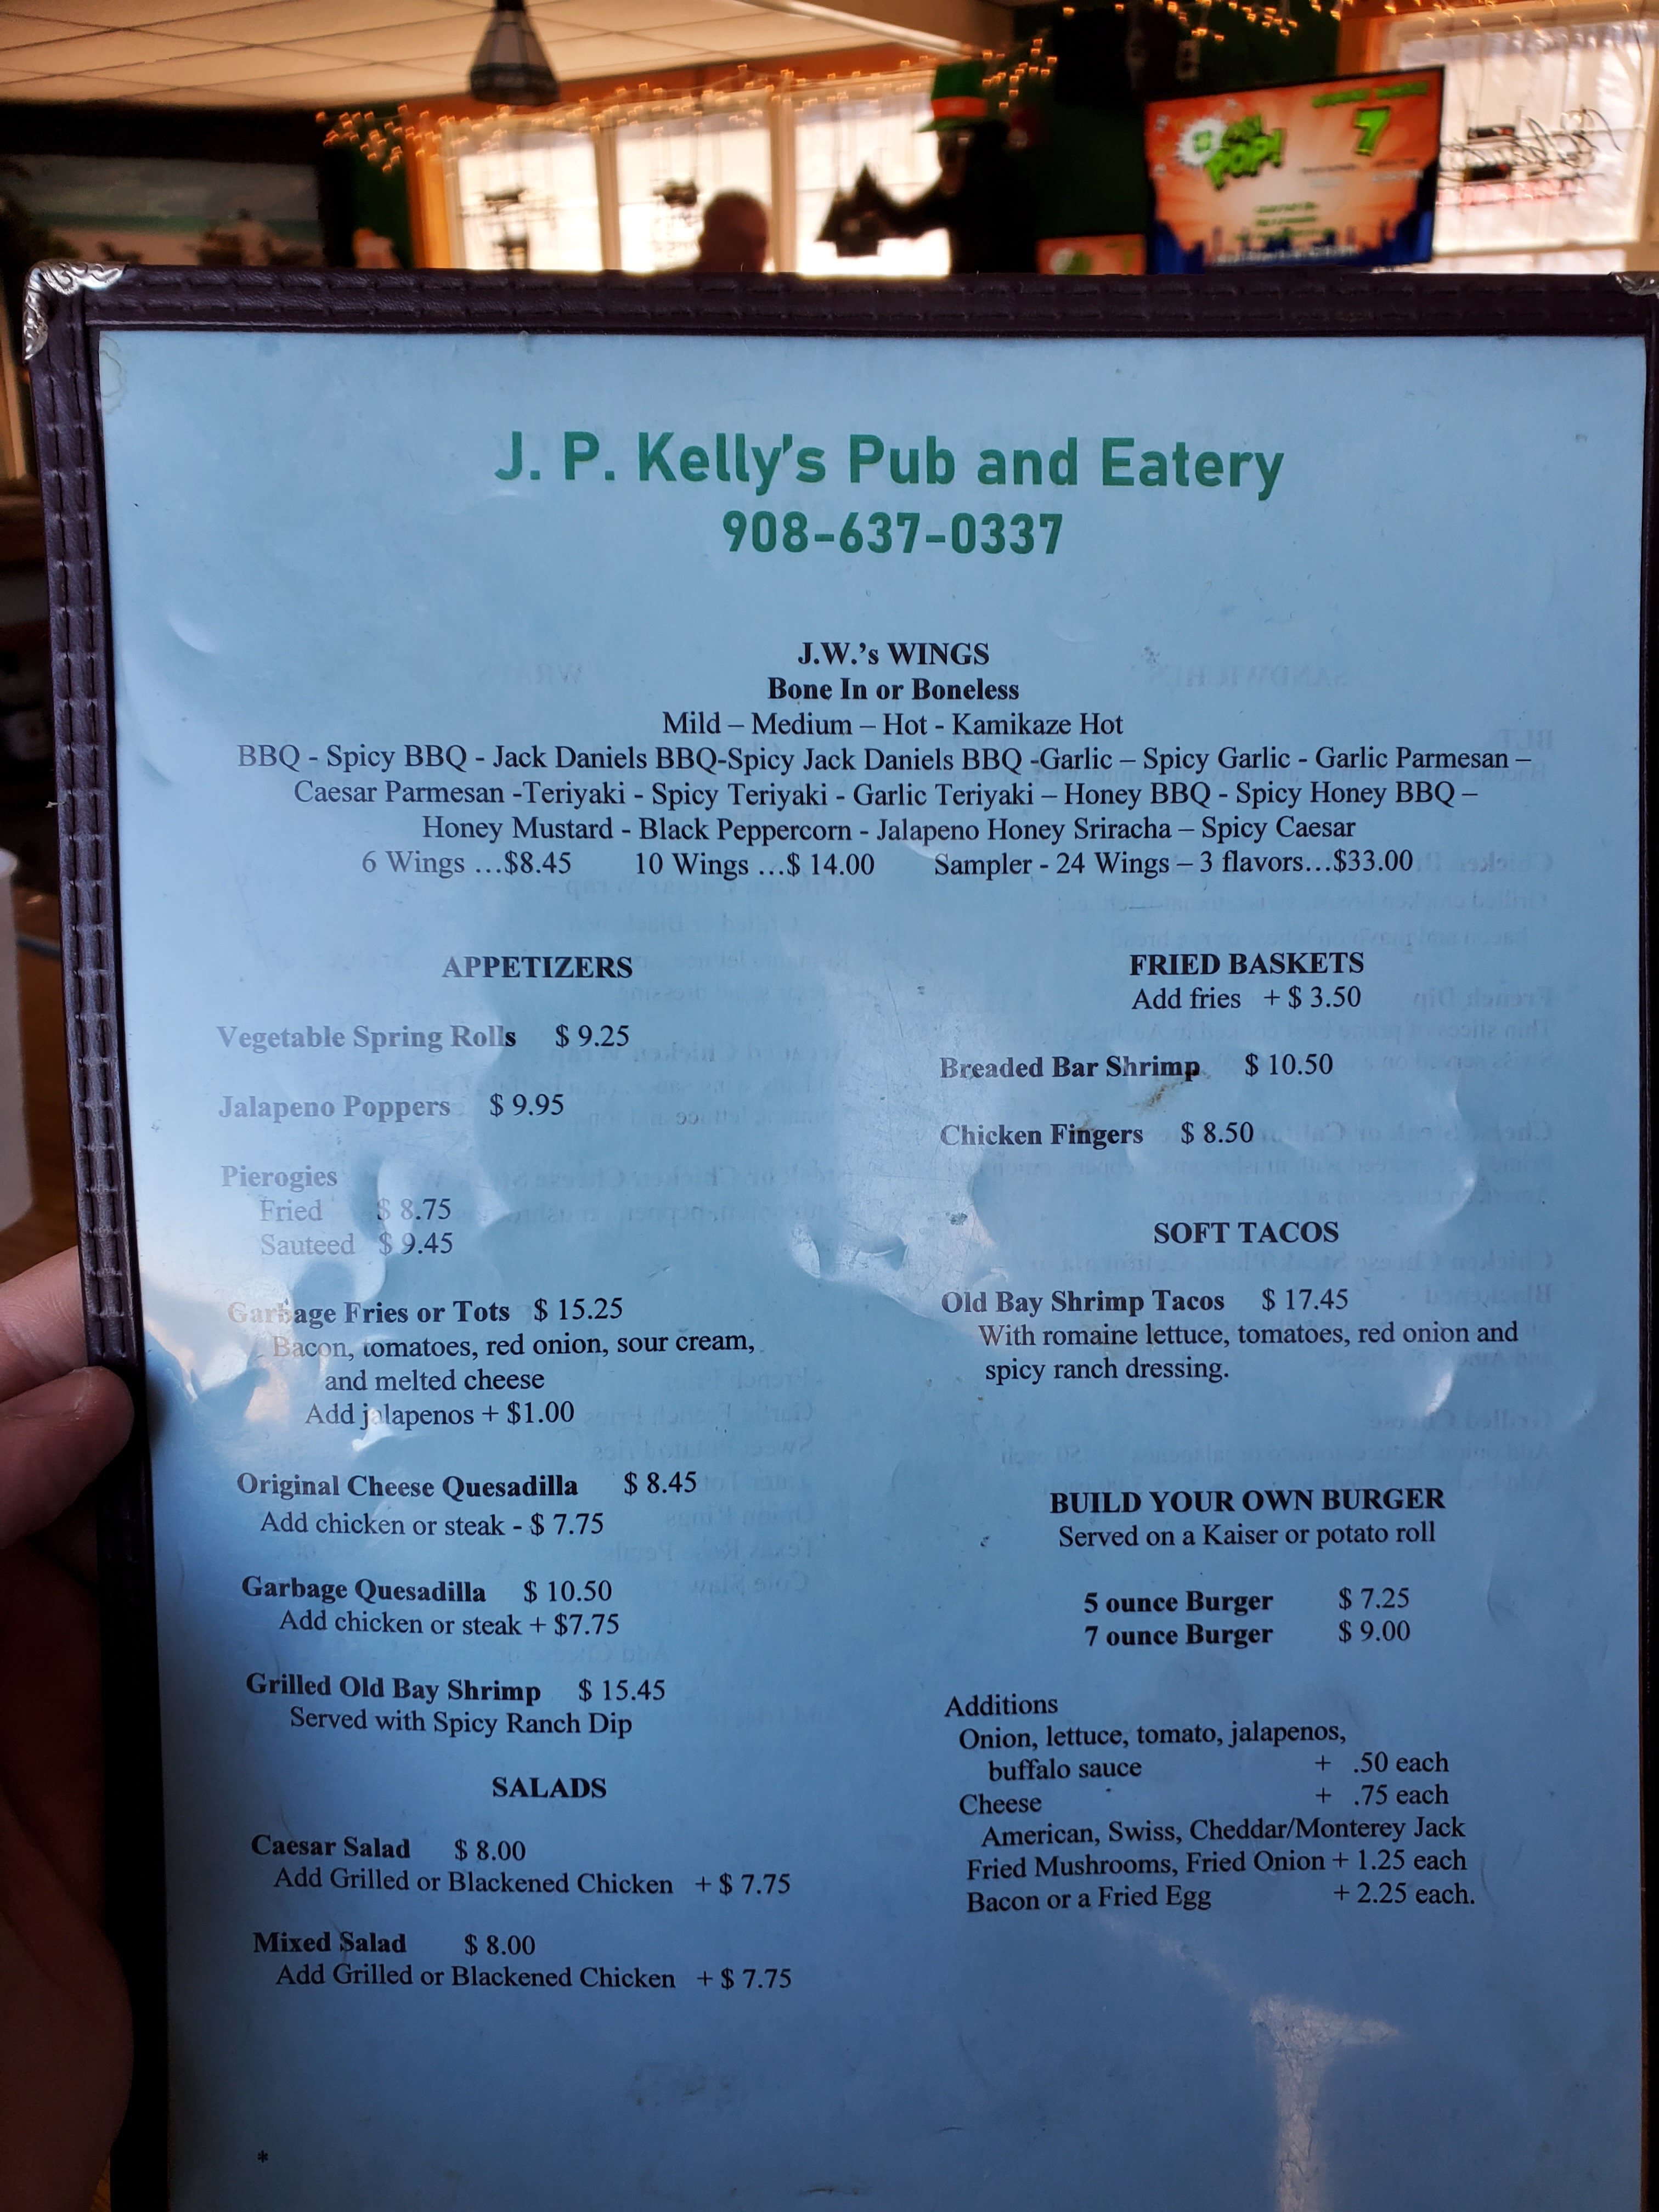 POP!
7
J. P. Kelly's Pub and Eatery
908-637-0337
J.W.'s WINGS
Bone In or Boneless
Mild – Medium – Hot - Kamikaze Hot
BBQ - Spicy BBQ - Jack Daniels BBQ-Spicy Jack Daniels BBQ -Garlic – Spicy Garlic - Garlic Parmesan –
Caesar Parmesan -Teriyaki - Spicy Teriyaki - Garlic Teriyaki – Honey BBQ - Spicy Honey BBQ –
Honey Mustard - Black Peppercorn - Jalapeno Honey Sriracha – Spicy Caesar
6 Wings …$8.45 10 Wings …$ 14.00 Sampler - 24 Wings – 3 flavors…$33.00
APPETIZERS
Vegetable Spring Rolls $ 9.25
Jalapeno Poppers $ 9.95
Pierogies
Fried $ 8.75
Sauteed $ 9.45
Garbage Fries or Tots $ 15.25
Bacon, tomatoes, red onion, sour cream,
and melted cheese
Add jalapenos + $1.00
Original Cheese Quesadilla $ 8.45
Add chicken or steak - $ 7.75
Garbage Quesadilla $ 10.50
Add chicken or steak + $7.75
Grilled Old Bay Shrimp $ 15.45
Served with Spicy Ranch Dip
SALADS
Caesar Salad $ 8.00
Add Grilled or Blackened Chicken + $ 7.75
Mixed Salad $ 8.00
Add Grilled or Blackened Chicken + $ 7.75
*
FRIED BASKETS
Add fries + $ 3.50
Breaded Bar Shrimp $ 10.50
Chicken Fingers $ 8.50
SOFT TACOS
Old Bay Shrimp Tacos $ 17.45
With romaine lettuce, tomatoes, red onion and
spicy ranch dressing.
BUILD YOUR OWN BURGER
Served on a Kaiser or potato roll
5 ounce Burger $ 7.25
7 ounce Burger $ 9.00
Additions
Onion, lettuce, tomato, jalapenos,
buffalo sauce + .50 each
Cheese + .75 each
American, Swiss, Cheddar/Monterey Jack
Fried Mushrooms, Fried Onion + 1.25 each
Bacon or a Fried Egg + 2.25 each.